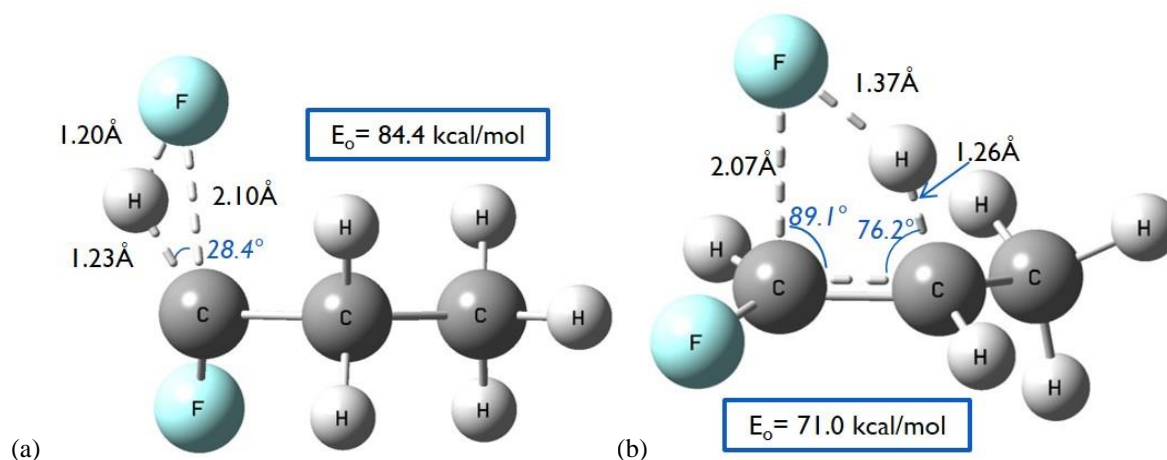 F
1.20Å
H
2.10Å
1.23Å
28.4°
E₀= 84.4 kcal/mol
H
H
C
C
C
H
F
H
H
(a)
F
1.37Å
H
1.26Å
2.07Å
89.1°
76.2°
H
H
H
C
C
C
F
H
H
E₀= 71.0 kcal/mol
(b)